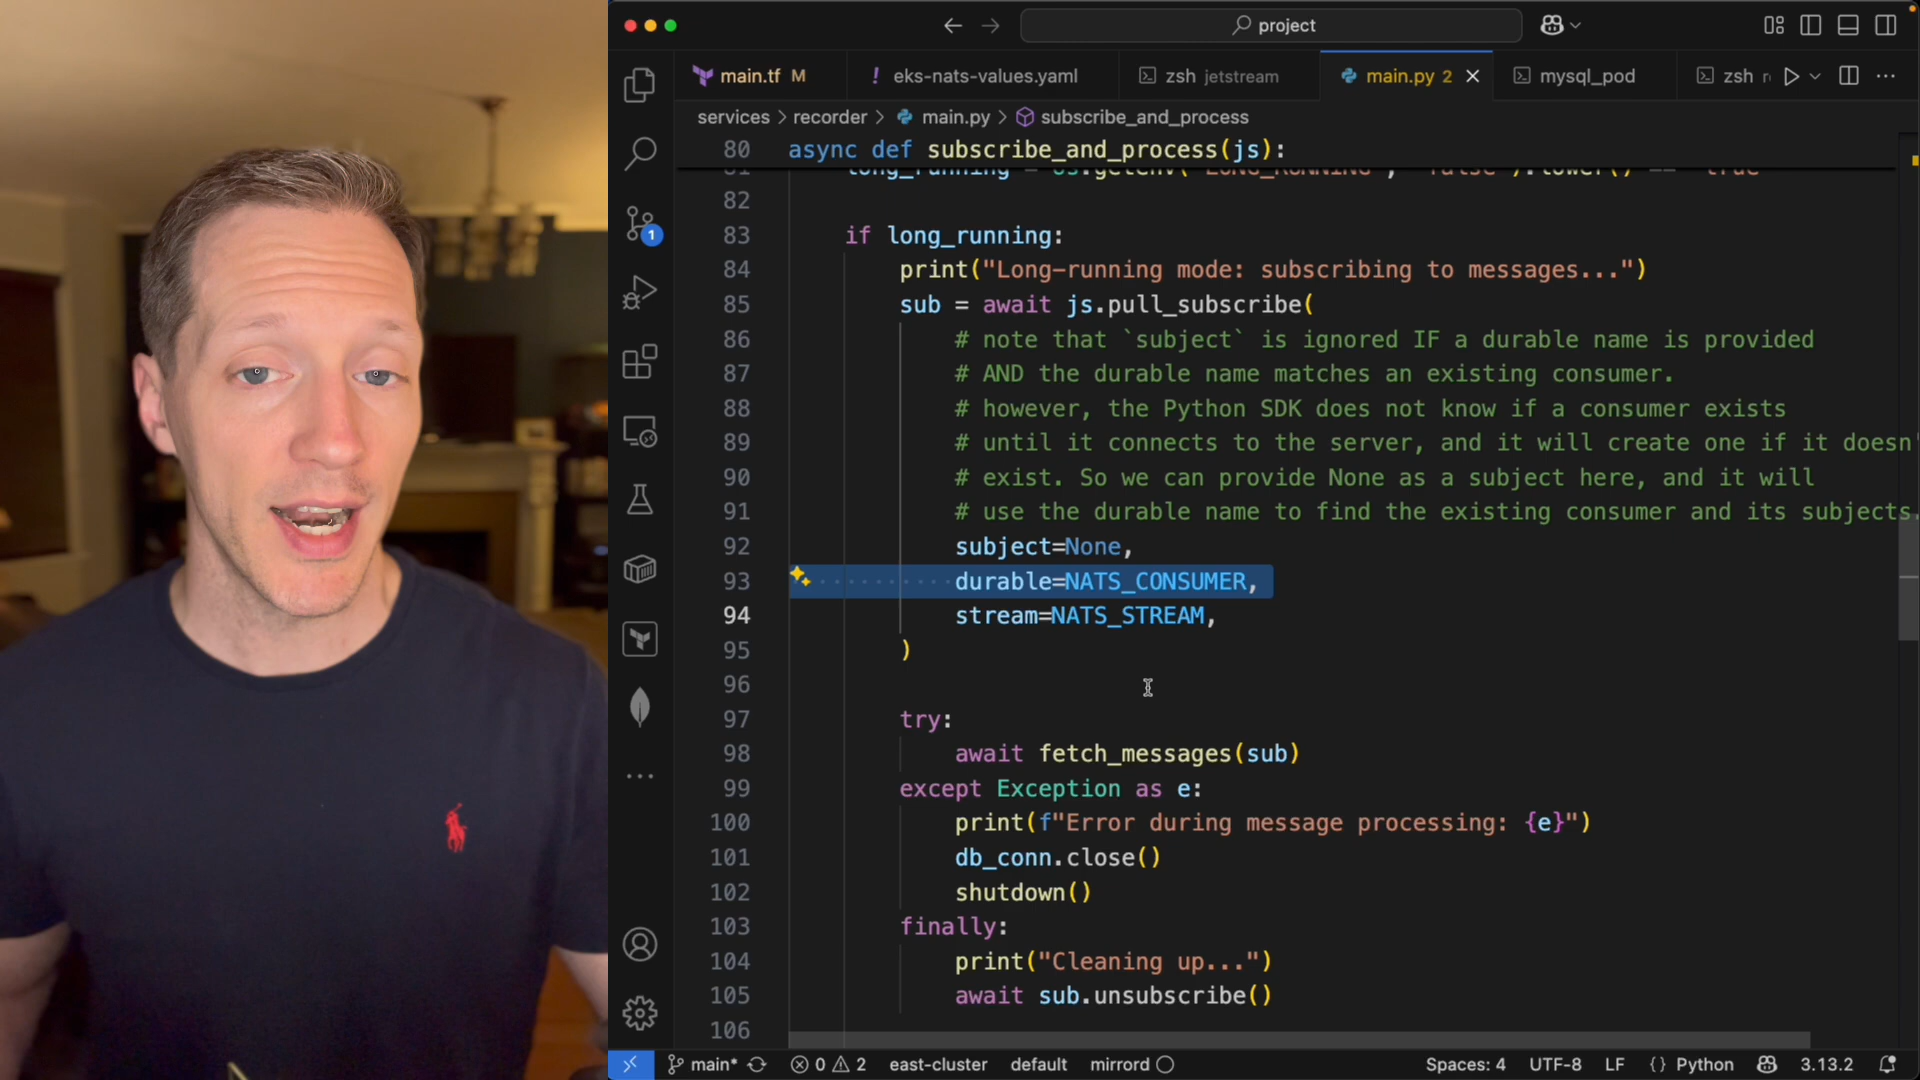 project
main.tf M
! eks-nats-values.yaml
zsh jetstream
main.py 2
mysql_pod
zsh
services > recorder > main.py > subscribe_and_process
80 async def subscribe_and_process(js):
82
83 if long_running:
84 print("Long-running mode: subscribing to messages...")
85 sub = await js.pull_subscribe(
86 # note that `subject` is ignored IF a durable name is provided
87 # AND the durable name matches an existing consumer.
88 # however, the Python SDK does not know if a consumer exists
89 # until it connects to the server, and it will create one if it doesn'
90 # exist. So we can provide None as a subject here, and it will
91 # use the durable name to find the existing consumer and its subjects.
92 subject=None,
93 durable=NATS_CONSUMER,
94 stream=NATS_STREAM,
95 )
96
97 try:
98 await fetch_messages(sub)
99 except Exception as e:
100 print(f"Error during message processing: {e}")
101 db_conn.close()
102 shutdown()
103 finally:
104 print("Cleaning up...")
105 await sub.unsubscribe()
106
1
main* 0 2 east-cluster default mirrord Spaces: 4 UTF-8 LF {} Python 3.13.2